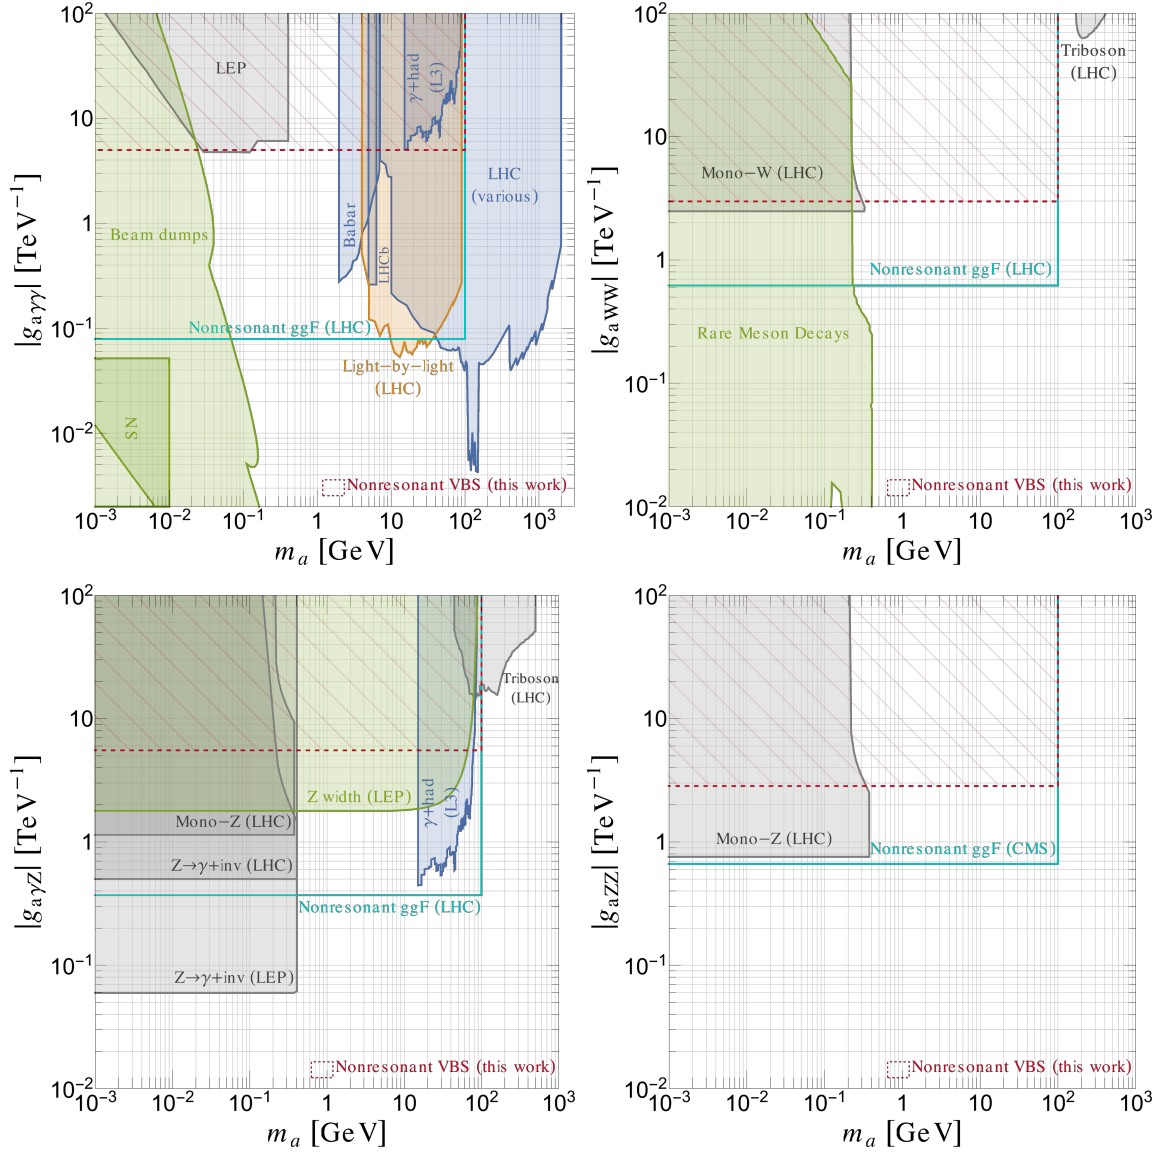 10²
10
1
10⁻¹
10⁻²
|g_aγγ| [TeV⁻¹]
LEP
γ+had
(L3)
LHC
(various)
Babar
LHCb
Beam dumps
Nonresonant ggF (LHC)
Light−by−light
(LHC)
SN
Nonresonant VBS (this work)
10⁻³ 10⁻² 10⁻¹ 1 10 10² 10³
m_a [GeV]
10²
10
1
10⁻¹
10⁻²
|g_aWW| [TeV⁻¹]
Triboson
(LHC)
Mono−W (LHC)
Nonresonant ggF (LHC)
Rare Meson Decays
Nonresonant VBS (this work)
10⁻³ 10⁻² 10⁻¹ 1 10 10² 10³
m_a [GeV]
10²
10
1
10⁻¹
10⁻²
|g_aγZ| [TeV⁻¹]
Triboson
(LHC)
Z width (LEP)
γ+had
(L3)
Mono−Z (LHC)
Z→γ+inv (LHC)
Nonresonant ggF (LHC)
Z→γ+inv (LEP)
Nonresonant VBS (this work)
10⁻³ 10⁻² 10⁻¹ 1 10 10² 10³
m_a [GeV]
10²
10
1
10⁻¹
10⁻²
|g_aZZ| [TeV⁻¹]
Mono−Z (LHC)
Nonresonant ggF (CMS)
Nonresonant VBS (this work)
10⁻³ 10⁻² 10⁻¹ 1 10 10² 10³
m_a [GeV]